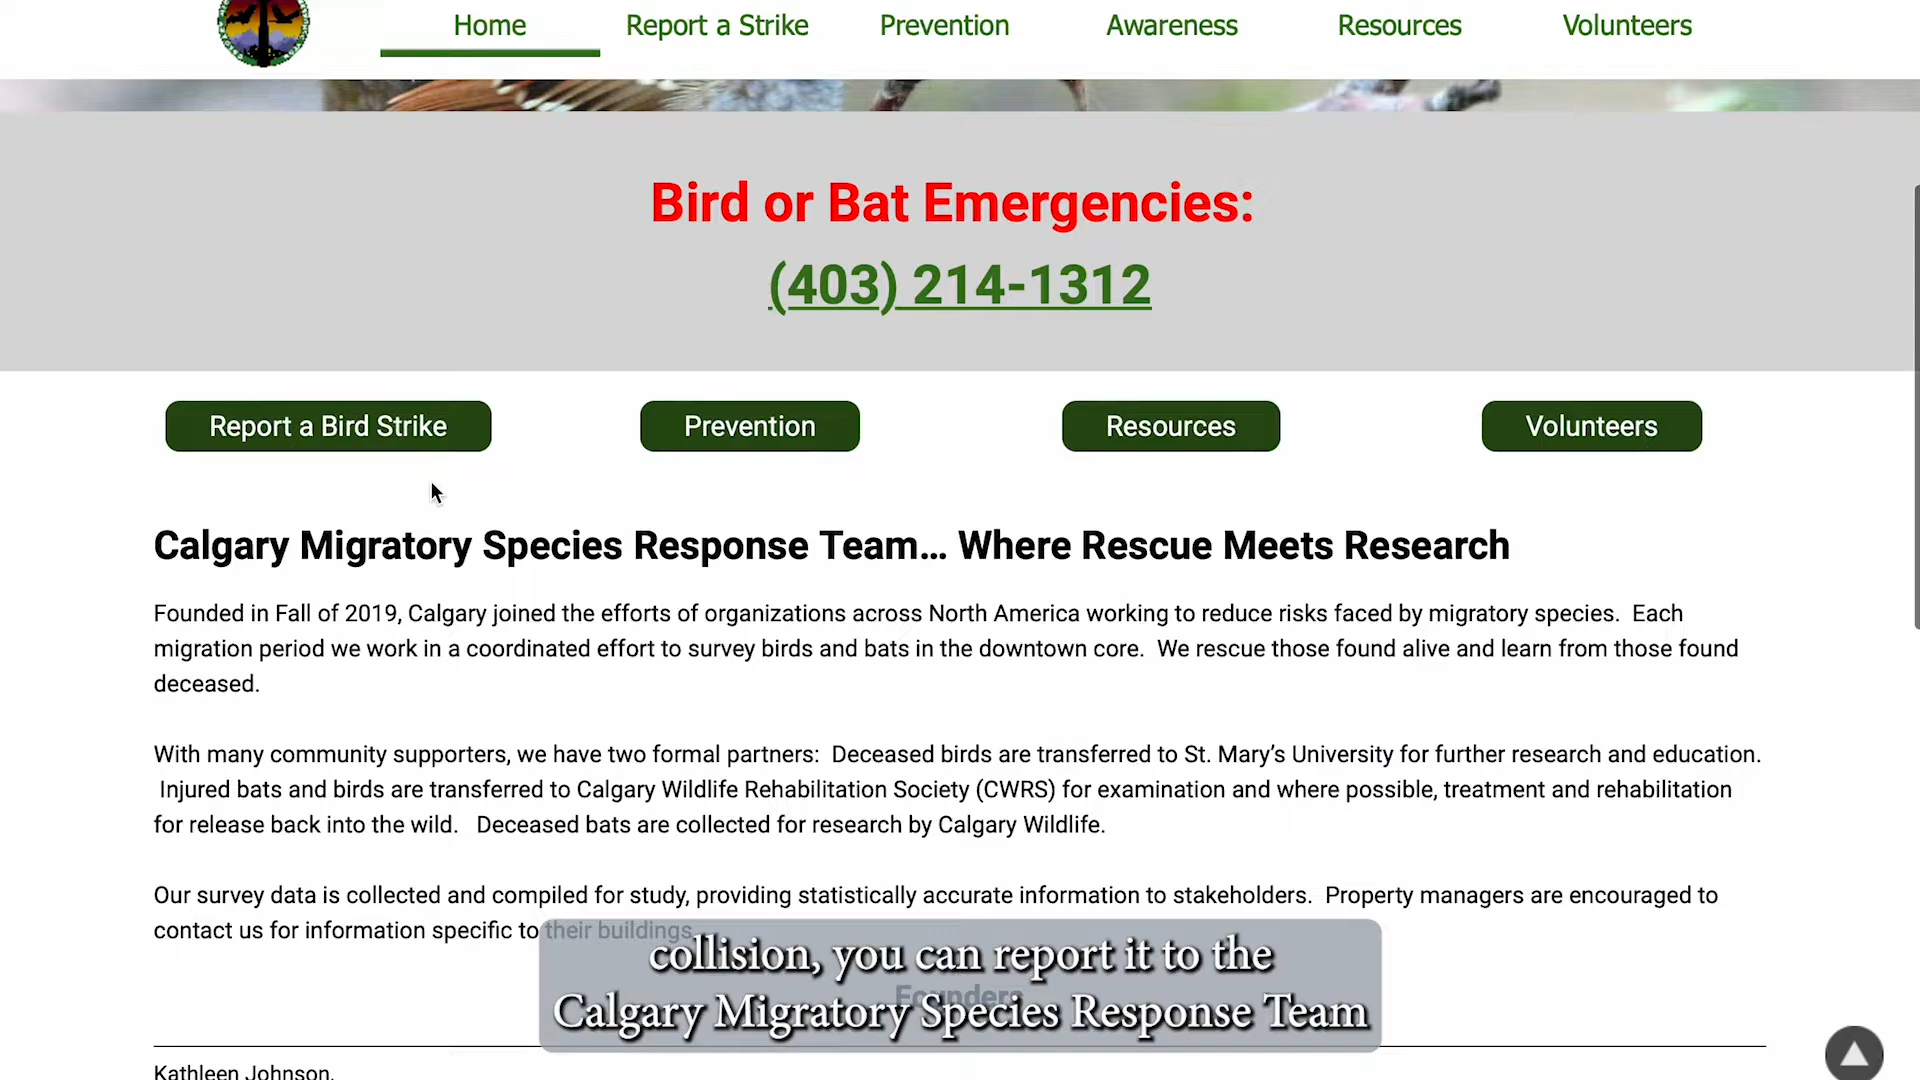 Home
Report a Strike
Prevention
Awareness
Resources
Volunteers
Bird or Bat Emergencies:
(403) 214-1312
Report a Bird Strike
Prevention
Resources
Volunteers
Calgary Migratory Species Response Team... Where Rescue Meets Research
Founded in Fall of 2019, Calgary joined the efforts of organizations across North America working to reduce risks faced by migratory species.  Each
migration period we work in a coordinated effort to survey birds and bats in the downtown core.  We rescue those found alive and learn from those found
deceased.
With many community supporters, we have two formal partners:  Deceased birds are transferred to St. Mary’s University for further research and education.
Injured bats and birds are transferred to Calgary Wildlife Rehabilitation Society (CWRS) for examination and where possible, treatment and rehabilitation
for release back into the wild.   Deceased bats are collected for research by Calgary Wildlife.
Our survey data is collected and compiled for study, providing statistically accurate information to stakeholders.  Property managers are encouraged to
contact us for information specific to their buildings.
collision, you can report it to the
Founders
Calgary Migratory Species Response Team
Kathleen Johnson.